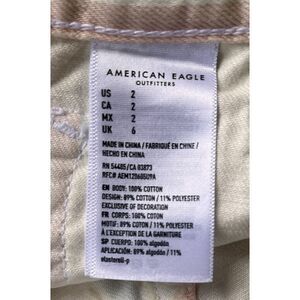 AMERICAN EAGLE
OUTFITTERS
US 2
CA 2
MX 2
UK 6
MADE IN CHINA / FABRIQUÉ EN CHINE /
HECHO EN CHINA
RN 54485/CA 03873
EN BODY: 100% COTTON
DESIGN: 89% COTTON / 11% POLYESTER
EXCLUSIVE OF DECORATION
FR CORPS: 100% COTON
MOTIF: 89% COTON / 11% POLYESTER
À L'EXCEPTION DE LA GARNITURE
SP CUERPO: 100% algodón
APLICACIÓN: 89% algodón / 11%